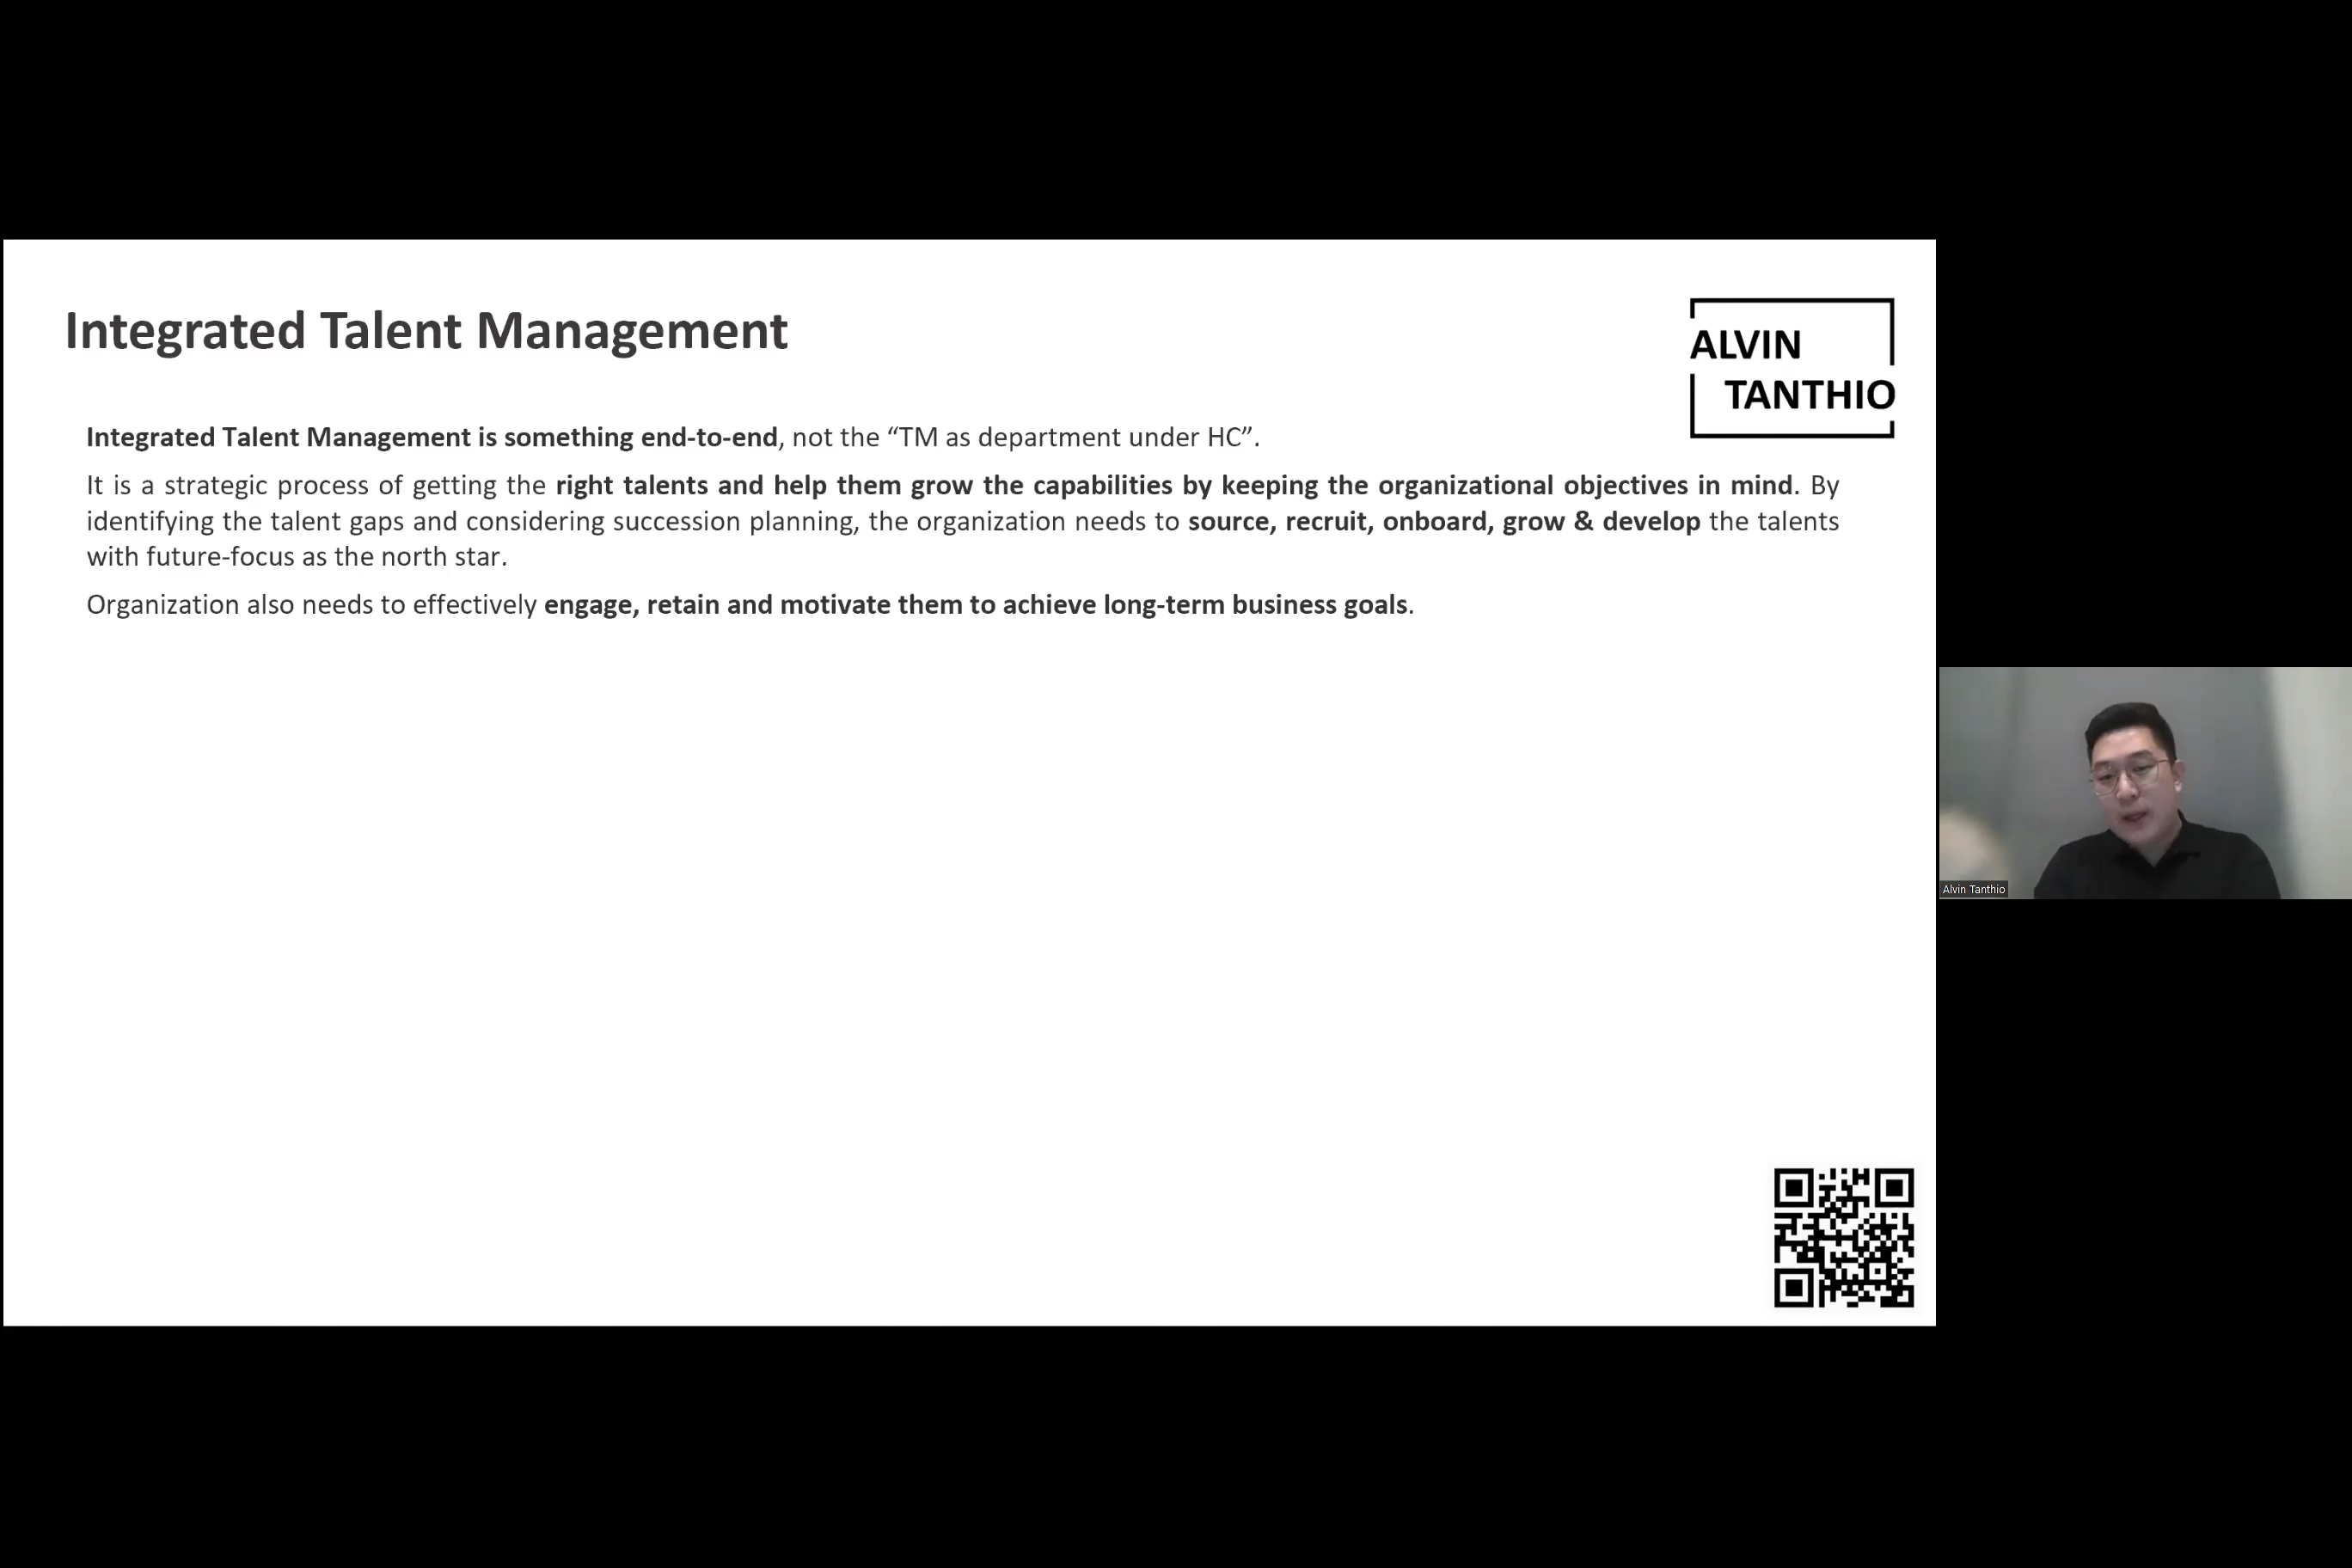 Integrated Talent Management
ALVIN
TANTHIO
Integrated Talent Management is something end-to-end, not the “TM as department under HC”.
It is a strategic process of getting the right talents and help them grow the capabilities by keeping the organizational objectives in mind. By
identifying the talent gaps and considering succession planning, the organization needs to source, recruit, onboard, grow & develop the talents
with future-focus as the north star.
Organization also needs to effectively engage, retain and motivate them to achieve long-term business goals.
Alvin Tanthio